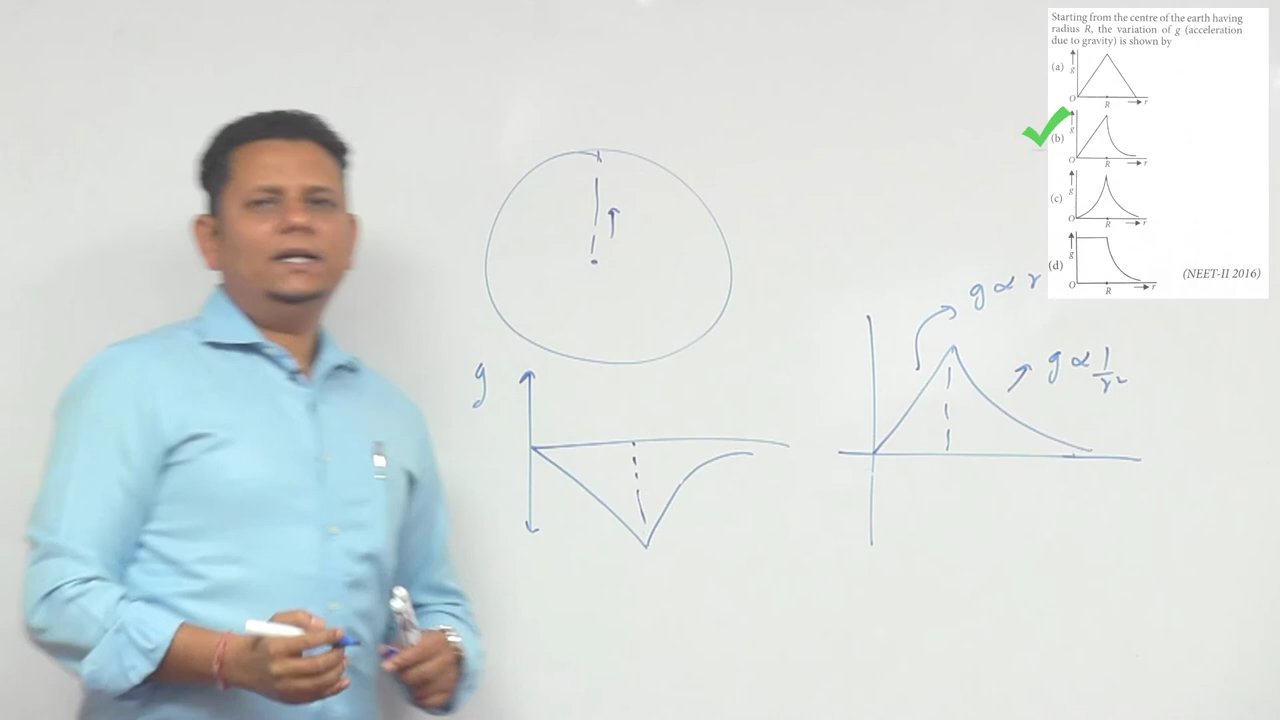 Starting from the centre of the earth having
radius R, the variation of g (acceleration
due to gravity) is shown by
(a) g
O R r
(b) g
O R r
(c) g
O R r
(d) g
O R r
(NEET-II 2016)
g ∝ r
g ∝ 1/r²
g